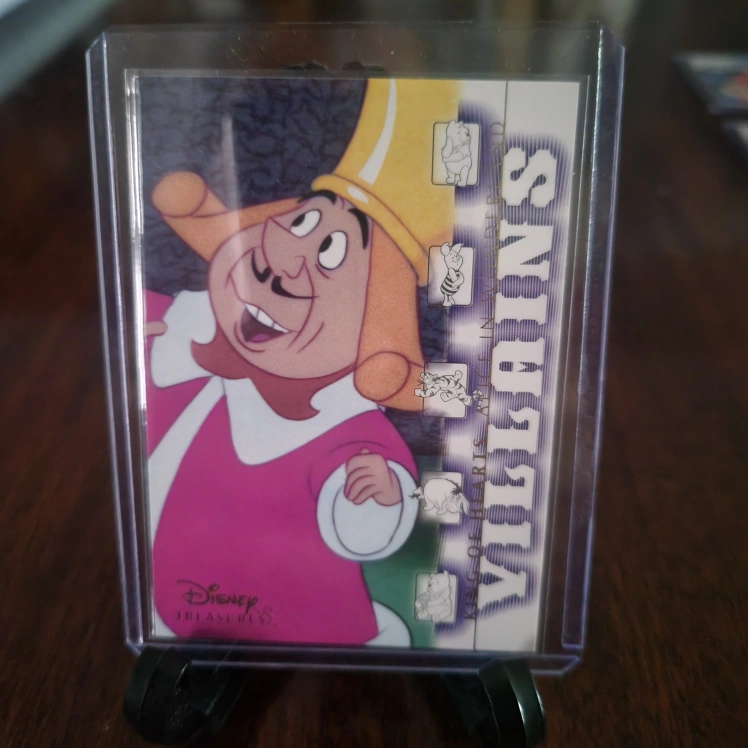 VILLAINS
KING OF HEARTS ALICE IN WONDERLAND
Disney
TREASURES